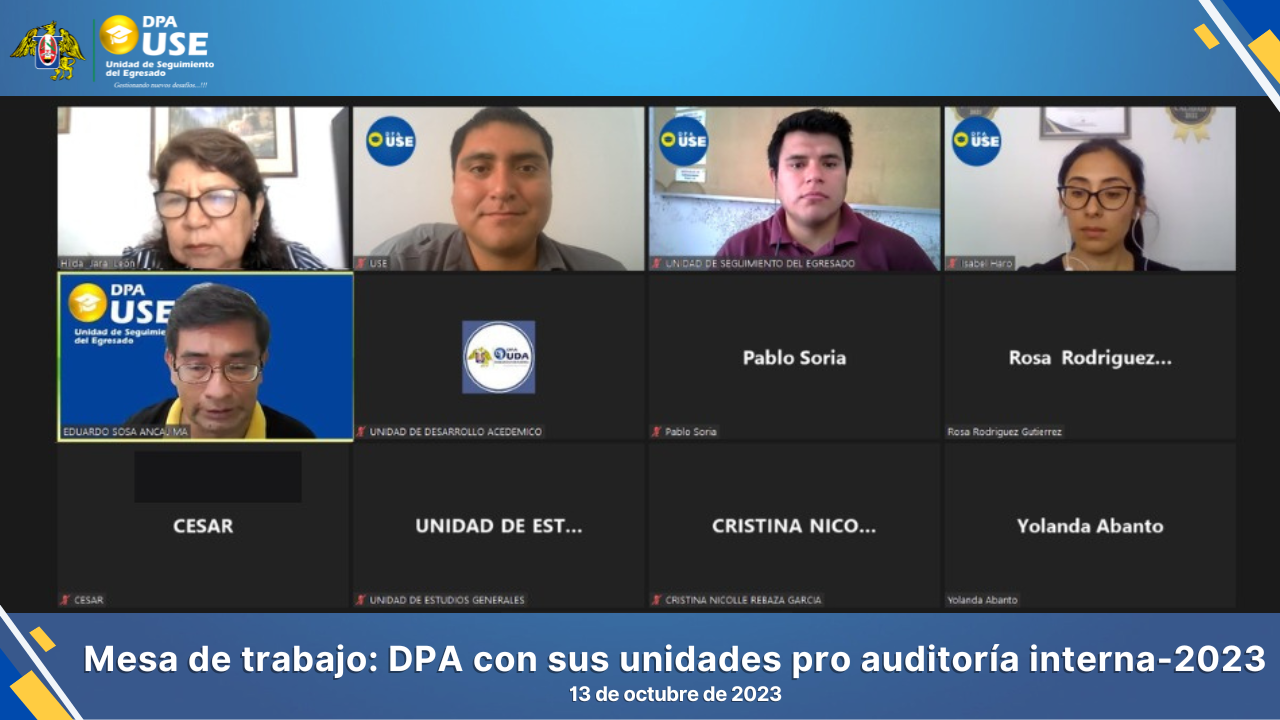 DPA
USE
Unidad de Seguimiento
del Egresado
Gestionando nuevos desafíos...!!!
DPA
USE
DPA
USE
DPA
USE
Hilda Jara León
USE
UNIDAD DE SEGUIMIENTO DEL EGRESADO
Isabel Haro
DPA
USE
Unidad de Seguimie
del Egresado
EDUARDO SOSA ANCAJIMA
UDA
UNIDAD DE DESARROLLO ACEDEMICO
Pablo Soria
Pablo Soria
Rosa Rodriguez...
Rosa Rodriguez Gutierrez
CESAR
CESAR
UNIDAD DE EST...
UNIDAD DE ESTUDIOS GENERALES
CRISTINA NICO...
CRISTINA NICOLLE REBAZA GARCIA
Yolanda Abanto
Yolanda Abanto
Mesa de trabajo: DPA con sus unidades pro auditoría interna-2023
13 de octubre de 2023